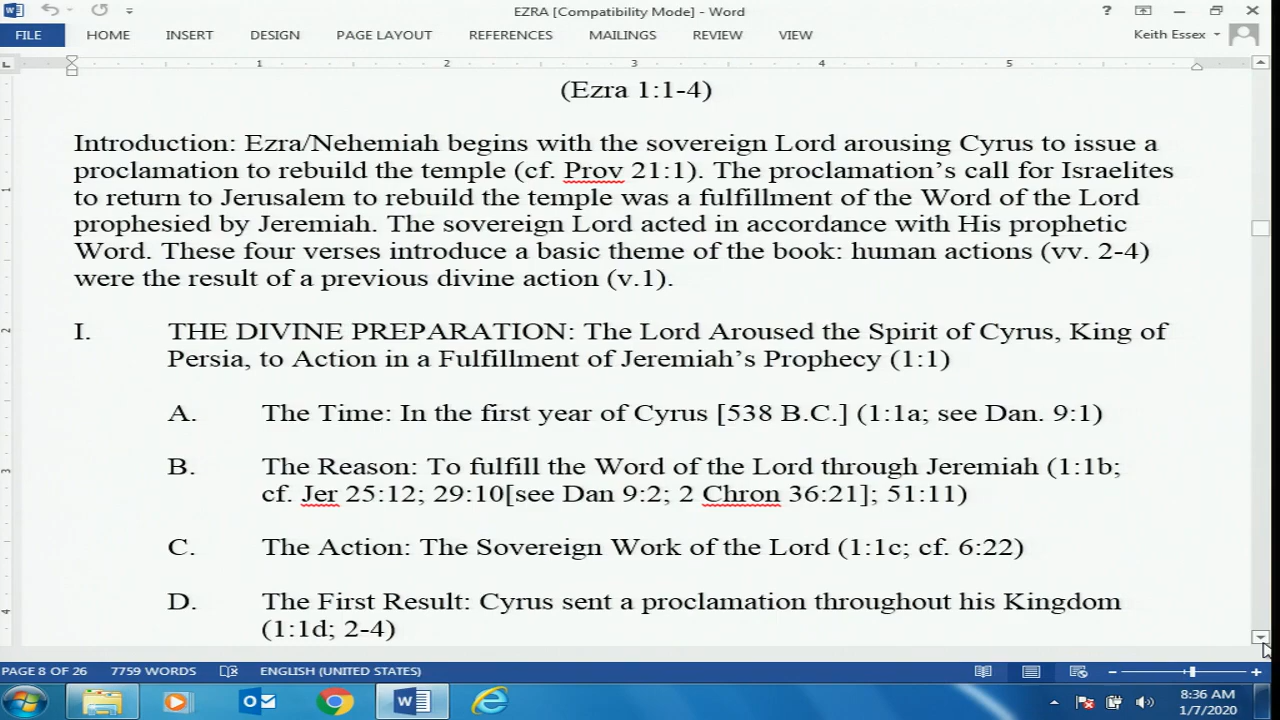 EZRA [Compatibility Mode] - Word
FILE HOME INSERT DESIGN PAGE LAYOUT REFERENCES MAILINGS REVIEW VIEW Keith Essex
1 2 3 4 5
(Ezra 1:1-4)
Introduction: Ezra/Nehemiah begins with the sovereign Lord arousing Cyrus to issue a
proclamation to rebuild the temple (cf. Prov 21:1). The proclamation’s call for Israelites
to return to Jerusalem to rebuild the temple was a fulfillment of the Word of the Lord
prophesied by Jeremiah. The sovereign Lord acted in accordance with His prophetic
Word. These four verses introduce a basic theme of the book: human actions (vv. 2-4)
were the result of a previous divine action (v.1).
I. THE DIVINE PREPARATION: The Lord Aroused the Spirit of Cyrus, King of
Persia, to Action in a Fulfillment of Jeremiah’s Prophecy (1:1)
A. The Time: In the first year of Cyrus [538 B.C.] (1:1a; see Dan. 9:1)
B. The Reason: To fulfill the Word of the Lord through Jeremiah (1:1b;
cf. Jer 25:12; 29:10[see Dan 9:2; 2 Chron 36:21]; 51:11)
C. The Action: The Sovereign Work of the Lord (1:1c; cf. 6:22)
D. The First Result: Cyrus sent a proclamation throughout his Kingdom
(1:1d; 2-4)
PAGE 8 OF 26 7759 WORDS ENGLISH (UNITED STATES)
8:36 AM
1/7/2020